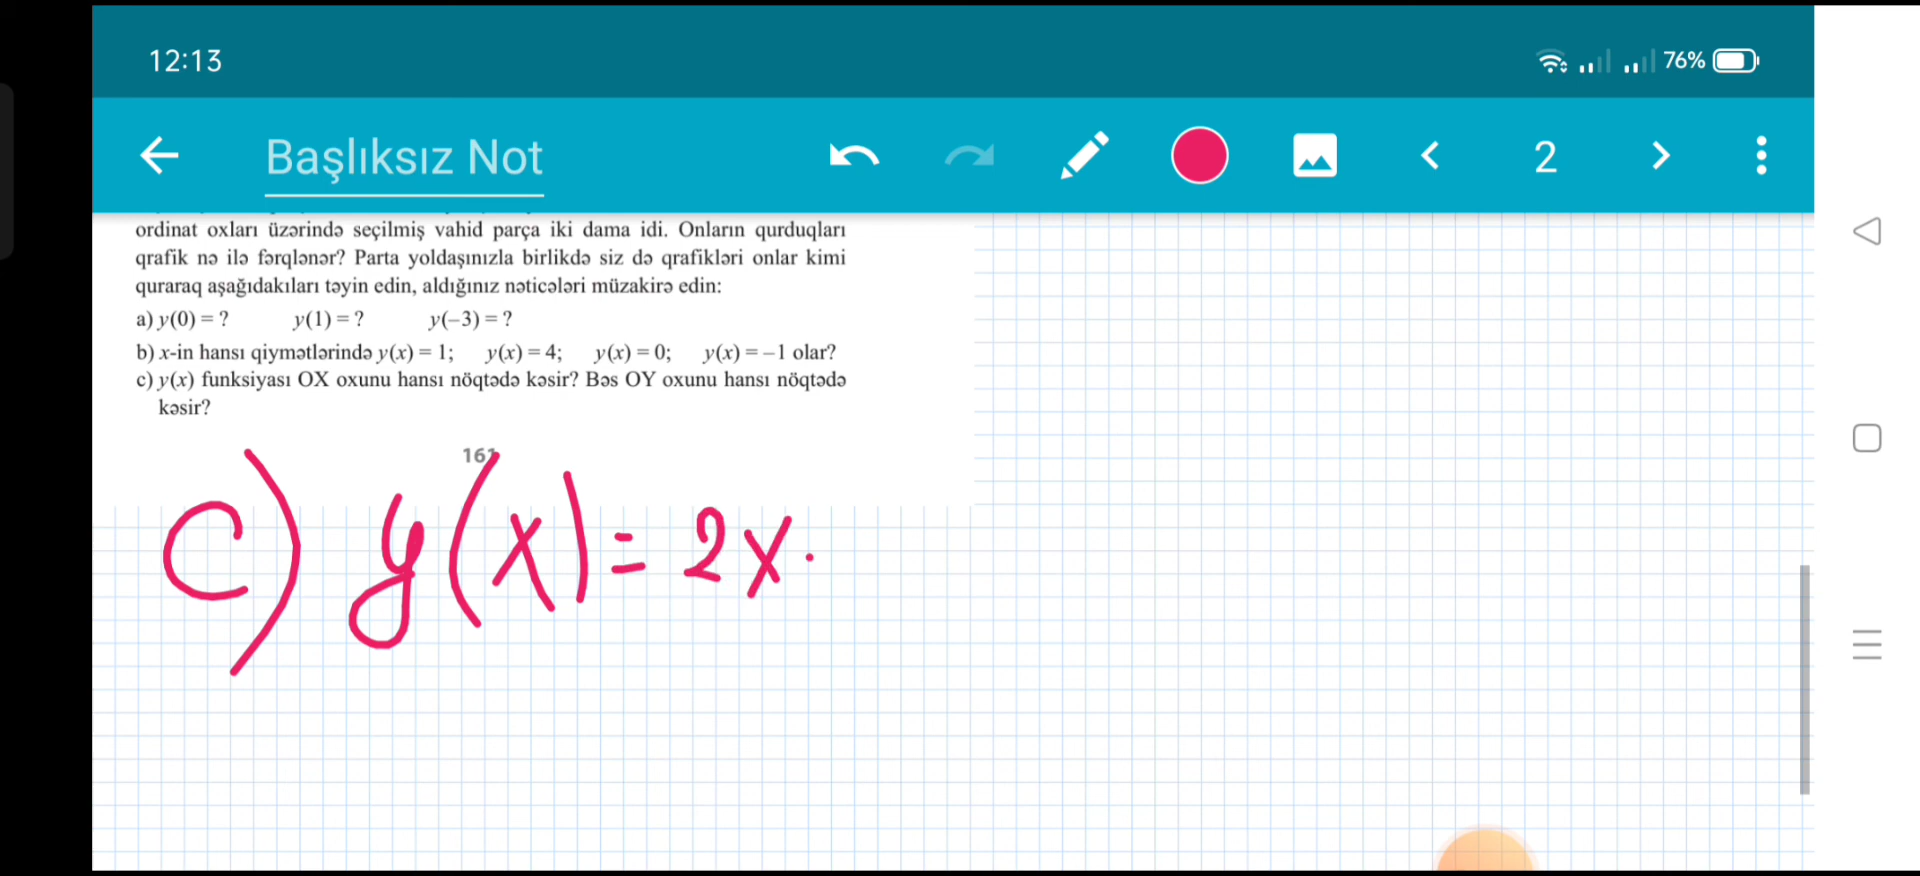 12:13
76%
Başlıksız Not
2
ordinat oxları üzərində seçilmiş vahid parça iki dama idi. Onların qurduqları
qrafik nə ilə fərqlənər? Parta yoldaşınızla birlikdə siz də qrafikləri onlar kimi
quraraq aşağıdakıları təyin edin, aldığınız nəticələri müzakirə edin:
a) y(0) = ? y(1) = ? y(–3) = ?
b) x-in hansı qiymətlərində y(x) = 1; y(x) = 4; y(x) = 0; y(x) = –1 olar?
c) y(x) funksiyası OX oxunu hansı nöqtədə kəsir? Bəs OY oxunu hansı nöqtədə
kəsir?
161
c) y(x) = 2x.